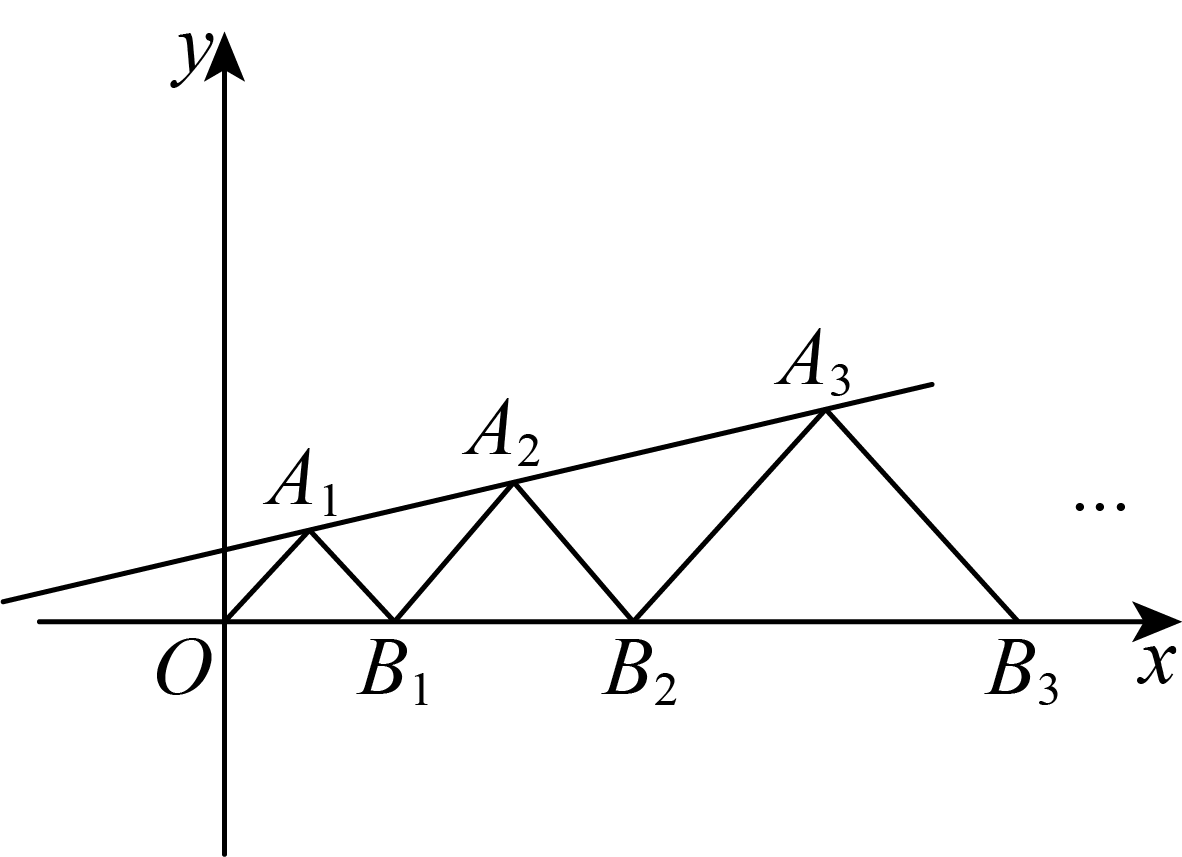 y
A₃
A₂
A₁
...
O
B₁
B₂
B₃
x